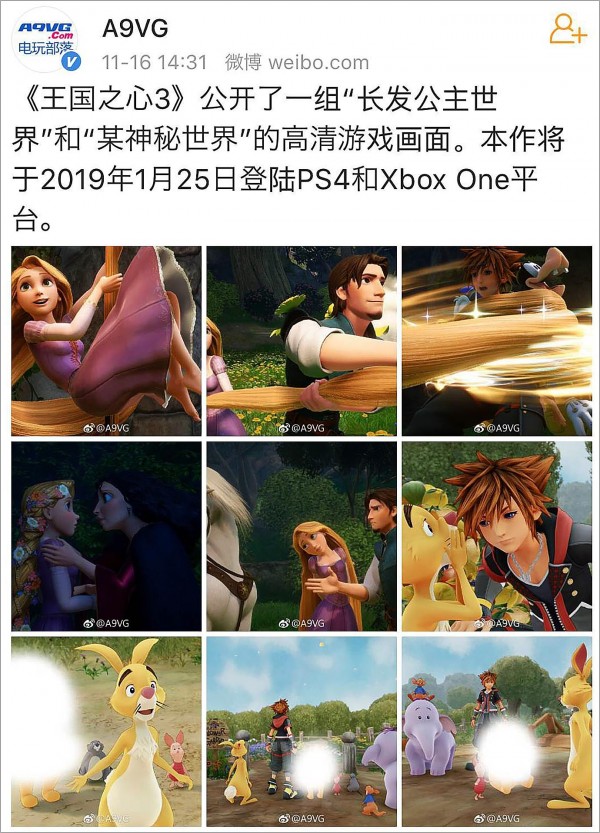 A9VG
.Com
电玩部落
V
A9VG
11-16 14:31 微博 weibo.com
《王国之心3》公开了一组“长发公主世
界”和“某神秘世界”的高清游戏画面。本作将
于2019年1月25日登陆PS4和Xbox One平
台。
@A9VG
@A9VG
@A9VG
@A9VG
@A9VG
@A9VG
@A9VG
@A9VG
@A9VG